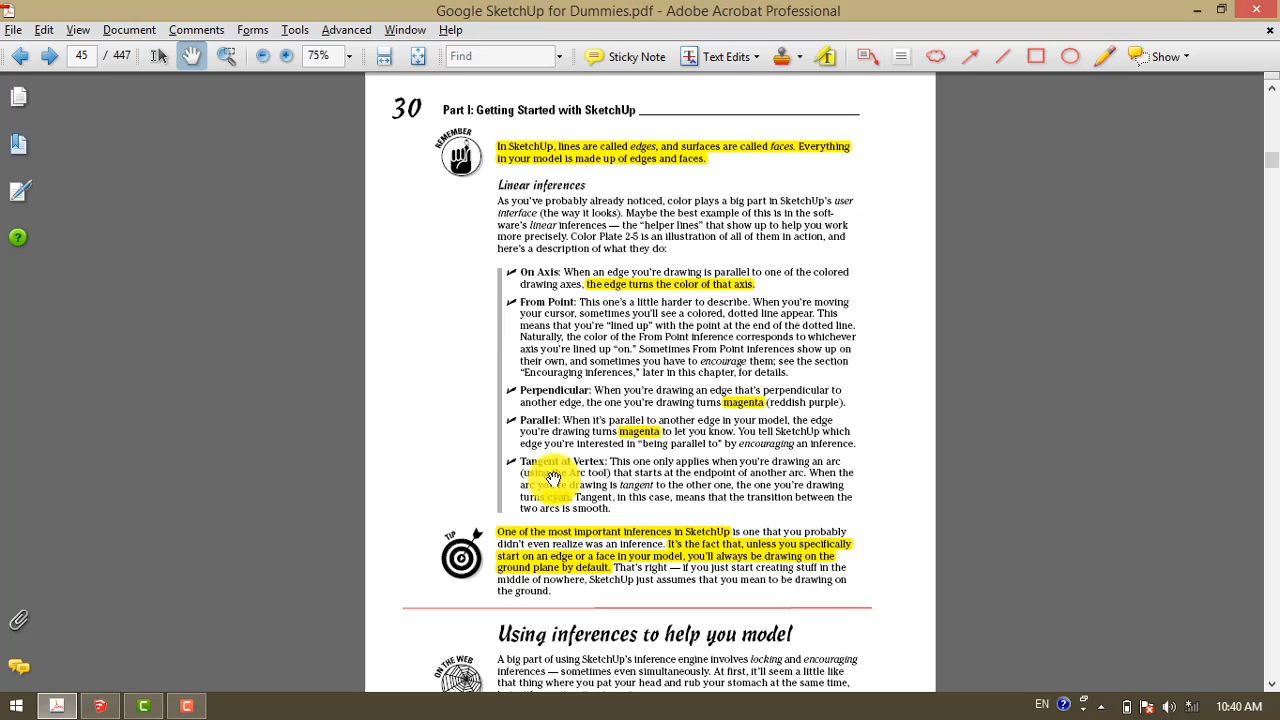 Google SketchUp Inferences.pdf - Adobe Acrobat Professional
File Edit View Document Comments Forms Tools Advanced Window Help
45 / 447 75% Find Sticky Note Text Edits Show
30 Part I: Getting Started with SketchUp
REMEMBER
In SketchUp, lines are called edges, and surfaces are called faces. Everything
in your model is made up of edges and faces.
Linear inferences
As you've probably already noticed, color plays a big part in SketchUp's user
interface (the way it looks). Maybe the best example of this is in the soft-
ware's linear inferences — the “helper lines” that show up to help you work
more precisely. Color Plate 2-5 is an illustration of all of them in action, and
here's a description of what they do:
On Axis: When an edge you're drawing is parallel to one of the colored
drawing axes, the edge turns the color of that axis.
From Point: This one's a little harder to describe. When you're moving
your cursor, sometimes you'll see a colored, dotted line appear. This
means that you're “lined up” with the point at the end of the dotted line.
Naturally, the color of the From Point inference corresponds to whichever
axis you're lined up “on.” Sometimes From Point inferences show up on
their own, and sometimes you have to encourage them; see the section
“Encouraging inferences,” later in this chapter, for details.
Perpendicular: When you're drawing an edge that's perpendicular to
another edge, the one you're drawing turns magenta (reddish purple).
Parallel: When it's parallel to another edge in your model, the edge
you're drawing turns magenta to let you know. You tell SketchUp which
edge you're interested in “being parallel to” by encouraging an inference.
Tangent at Vertex: This one only applies when you're drawing an arc
(using the Arc tool) that starts at the endpoint of another arc. When the
arc you're drawing is tangent to the other one, the one you're drawing
turns cyan. Tangent, in this case, means that the transition between the
two arcs is smooth.
TIP
One of the most important inferences in SketchUp is one that you probably
didn't even realize was an inference. It's the fact that, unless you specifically
start on an edge or a face in your model, you'll always be drawing on the
ground plane by default. That's right — if you just start creating stuff in the
middle of nowhere, SketchUp just assumes that you mean to be drawing on
the ground.
Using inferences to help you model
ON THE WEB
A big part of using SketchUp's inference engine involves locking and encouraging
inferences — sometimes even simultaneously. At first, it'll seem a little like
that thing where you pat your head and rub your stomach at the same time,
EN 10:40 AM